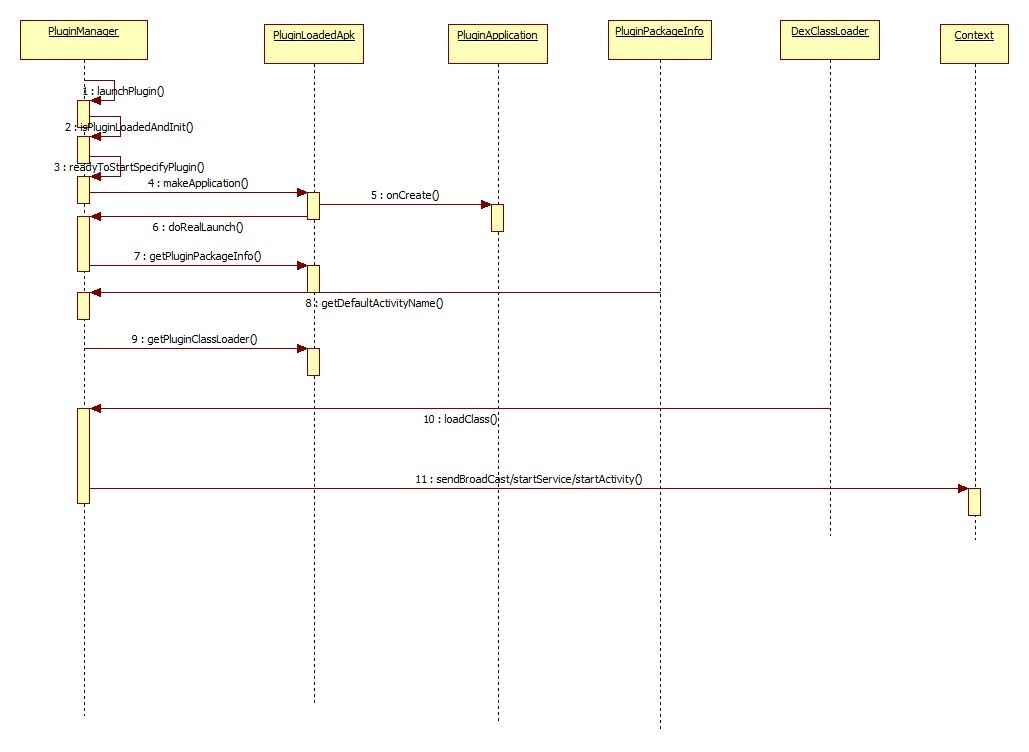 PluginManager
PluginLoadedApk
PluginApplication
PluginPackageInfo
DexClassLoader
Context
1 : launchPlugin()
2 : isPluginLoadedAndInit()
3 : readyToStartSpecifyPlugin()
4 : makeApplication()
5 : onCreate()
6 : doRealLaunch()
7 : getPluginPackageInfo()
8 : getDefaultActivityName()
9 : getPluginClassLoader()
10 : loadClass()
11 : sendBroadCast/startService/startActivity()